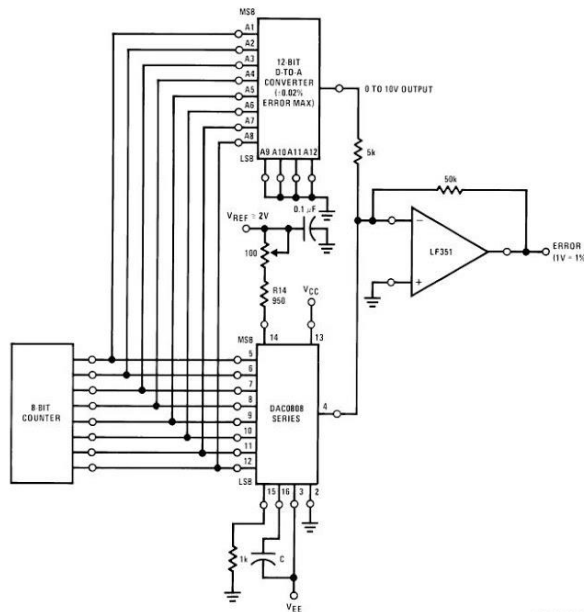 MSB
A1
A2
A3
A4
A5
A6
A7
A8
LSB
12-BIT
D-TO-A
CONVERTER
(±0.02%
ERROR MAX)
A9 A10 A11 A12
0 TO 10V OUTPUT
5k
50k
0.1 μF
VREF = 2V
100
R14
950
VCC
−
LF351
+
ERROR
(1V = 1%
14
13
MSB
5
6
7
8
9
10
11
12
LSB
8-BIT
COUNTER
DAC0808
SERIES
4
15 16 3 2
1k
C
VEE